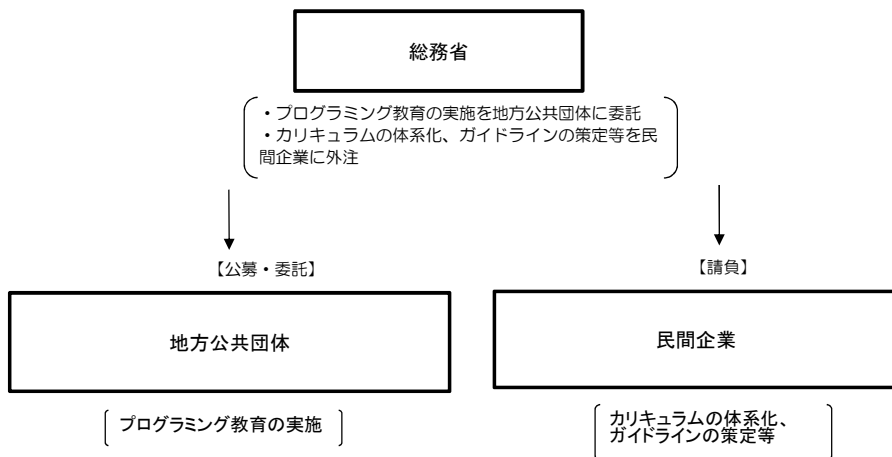 総務省
・プログラミング教育の実施を地方公共団体に委託
・カリキュラムの体系化、ガイドラインの策定等を民
間企業に外注
【公募・委託】
【請負】
地方公共団体
民間企業
プログラミング教育の実施
カリキュラムの体系化、
ガイドラインの策定等